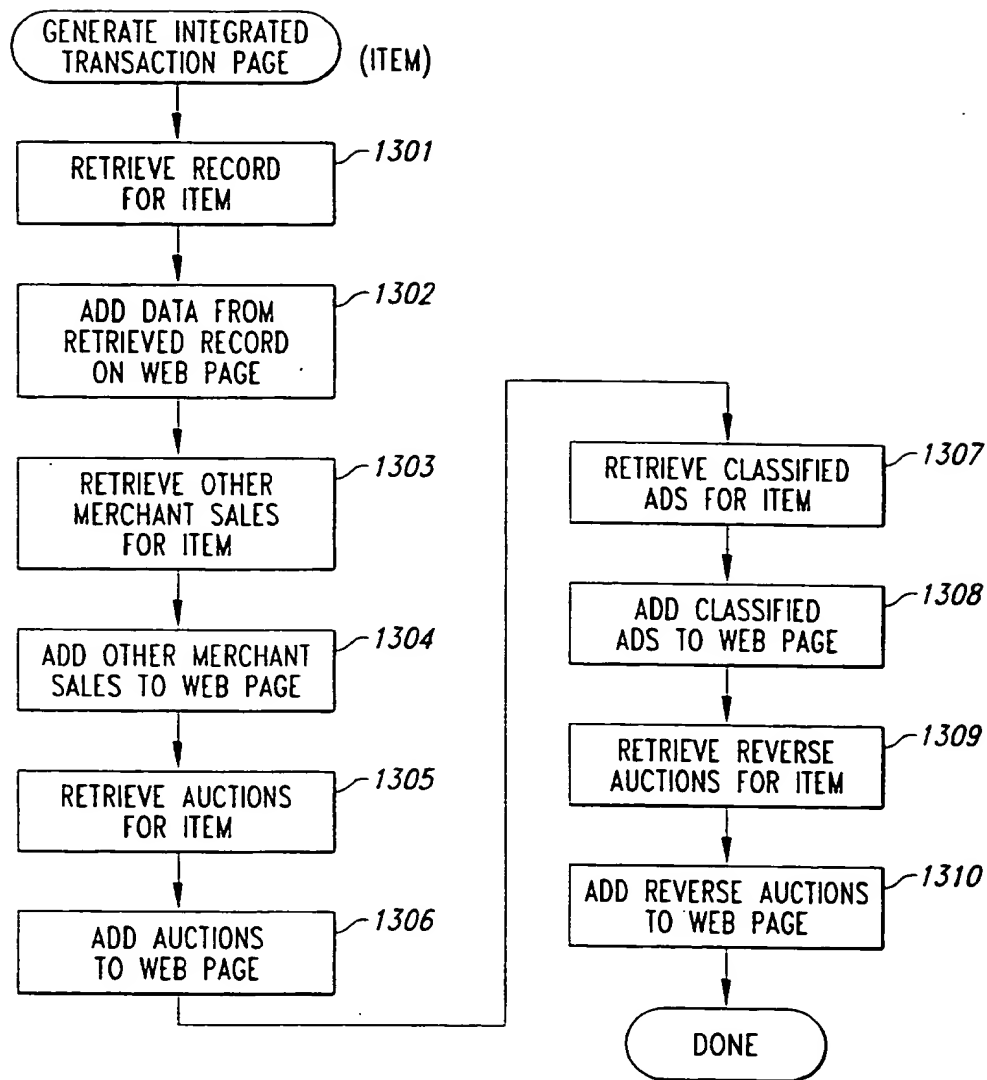 GENERATE INTEGRATED
TRANSACTION PAGE
(ITEM)
1301
RETRIEVE RECORD
FOR ITEM
1302
ADD DATA FROM
RETRIEVED RECORD
ON WEB PAGE
1303
RETRIEVE OTHER
MERCHANT SALES
FOR ITEM
1304
ADD OTHER MERCHANT
SALES TO WEB PAGE
1305
RETRIEVE AUCTIONS
FOR ITEM
1306
ADD AUCTIONS
TO WEB PAGE
1307
RETRIEVE CLASSIFIED
ADS FOR ITEM
1308
ADD CLASSIFIED
ADS TO WEB PAGE
1309
RETRIEVE REVERSE
AUCTIONS FOR ITEM
1310
ADD REVERSE AUCTIONS
TO WEB PAGE
DONE